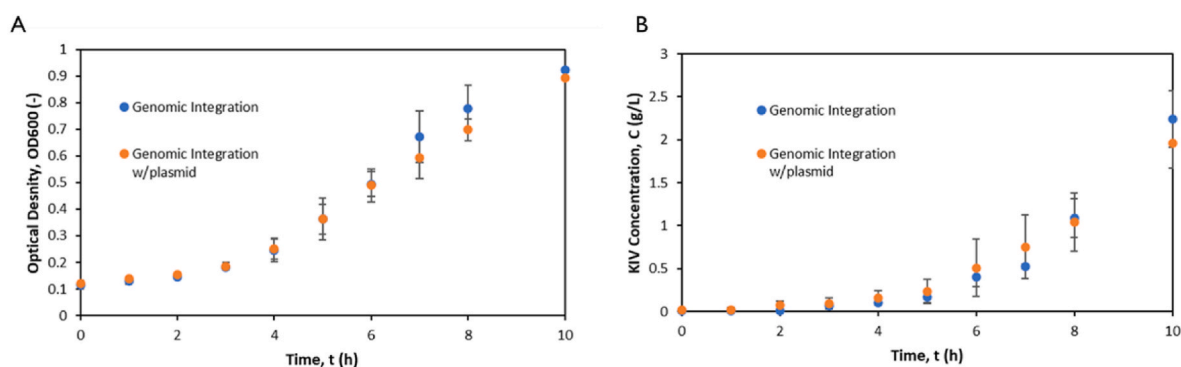 A
Optical Desnity, OD600 (-)
1
0.9
0.8
0.7
0.6
0.5
0.4
0.3
0.2
0.1
0
Genomic Integration
Genomic Integration
w/plasmid
0 2 4 6 8 10
Time, t (h)
B
KIV Concentration, C (g/L)
3
2.5
2
1.5
1
0.5
0
Genomic Integration
Genomic Integration
w/plasmid
0 2 4 6 8 10
Time, t (h)